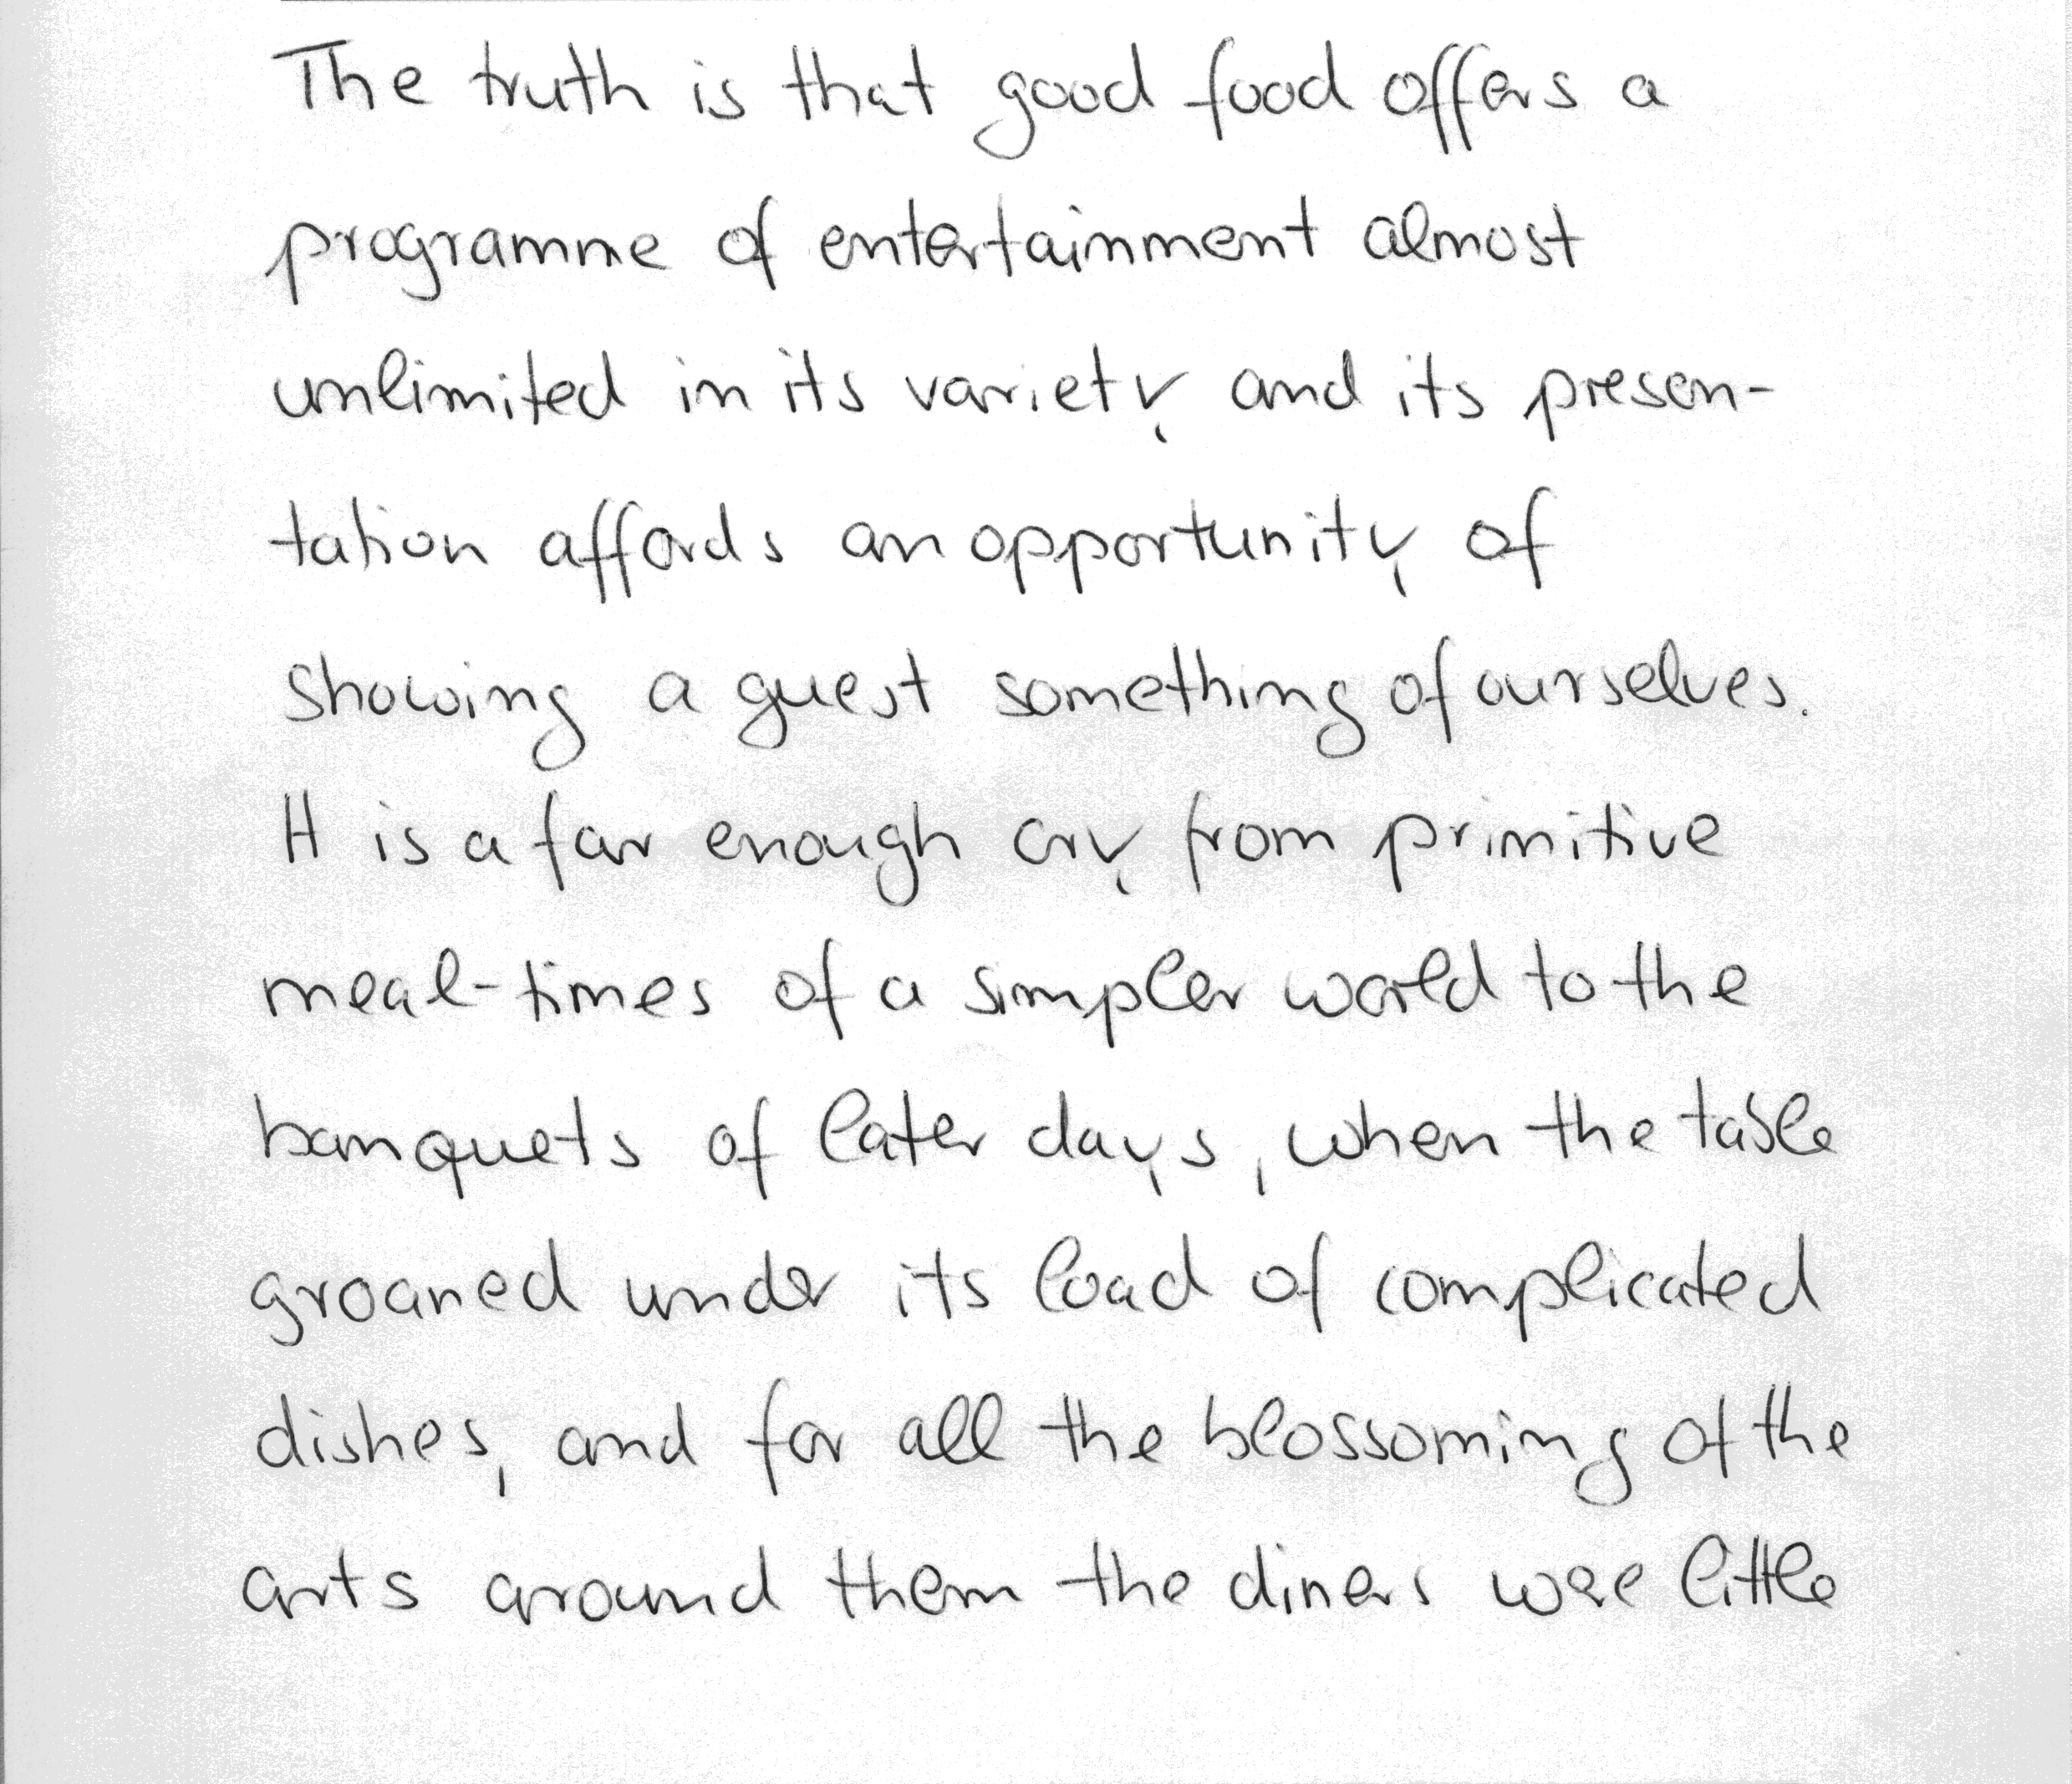 The truth is that good food offers a
programme of entertainment almost
unlimited in its variety and its presen-
tation affords an opportunity of
showing a guest something of ourselves.
It is a far enough cry from primitive
meal-times of a simpler world to the
banquets of later days, when the table
groaned under its load of complicated
dishes, and for all the blossoming of the
arts around them the diners were little